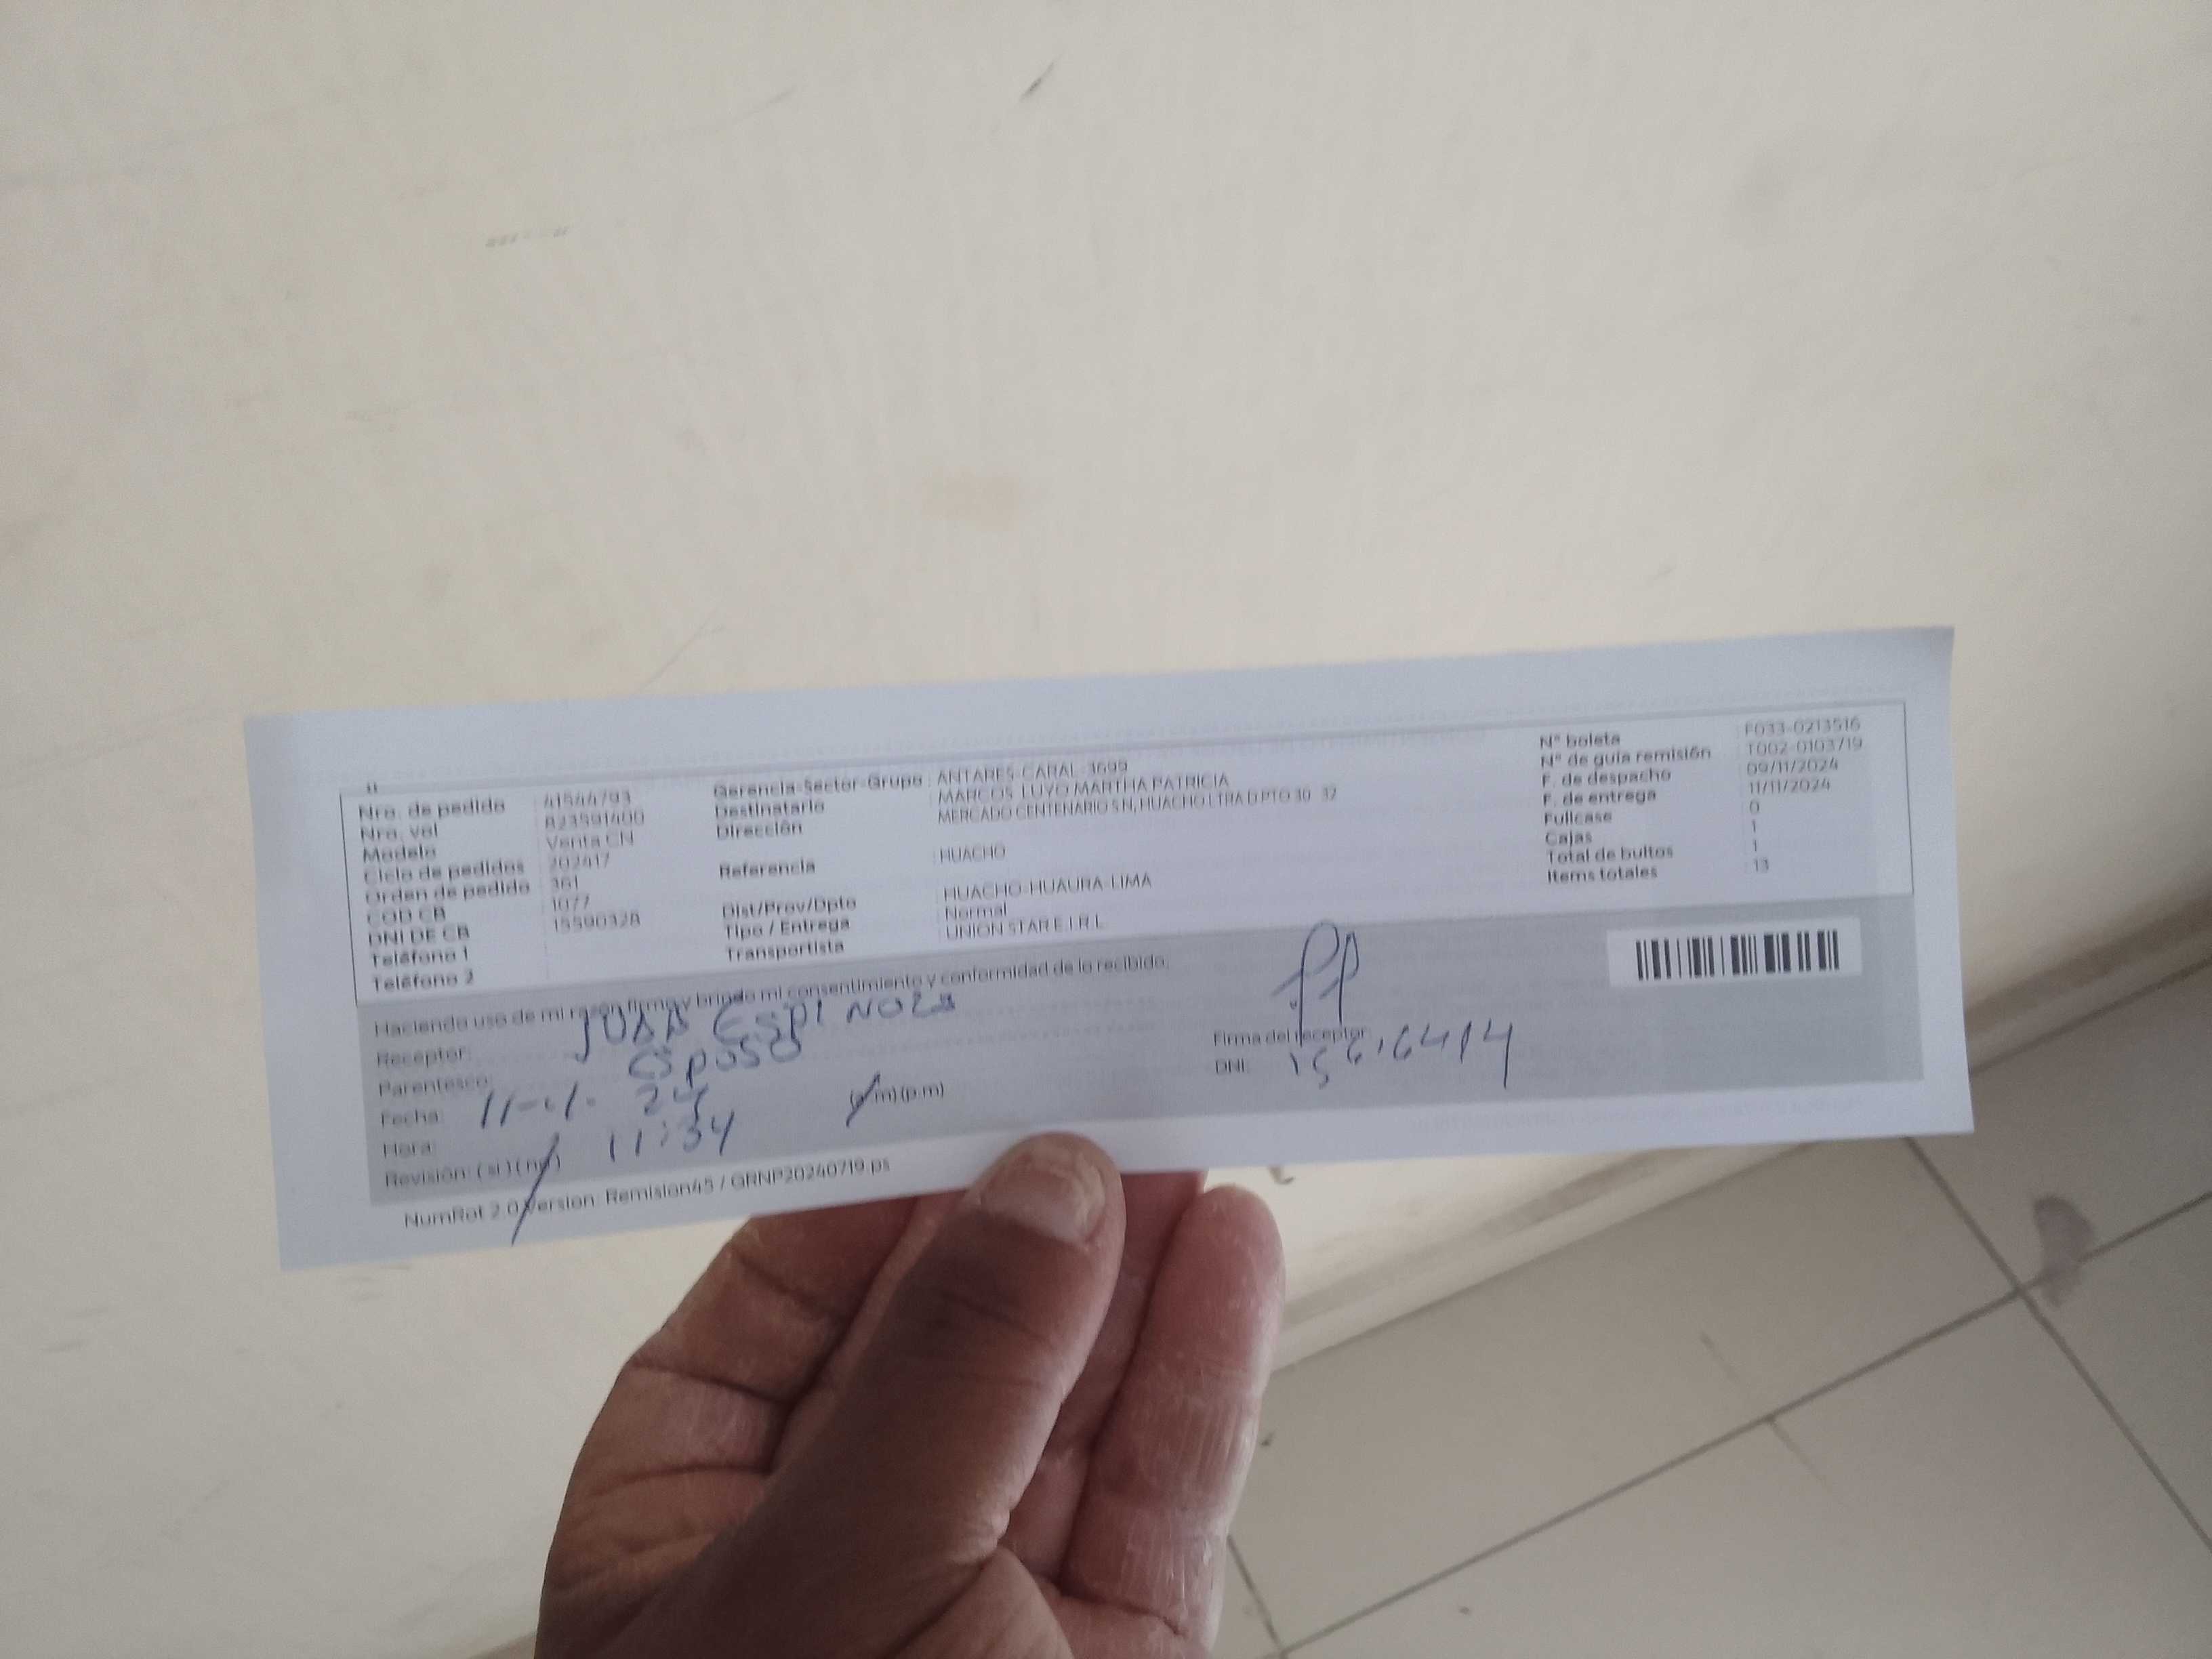 Nro. de pedido : 41544793
Nro. vol : 823991400
Modelo : Venta CN
Ciclo de pedidos : 202417
Orden de pedido : 361
COD CB : 1077
DNI DE CB : 15590328
Teléfono 1
Teléfono 2
Gerencia-Sector-Grupo : ANTARES-CARAL-3699
Destinatario : MARCOS LUYO MARTHA PATRICIA
Dirección : MERCADO CENTENARIO S N, HUACHO LTRA D PTO 30 32
Referencia : HUACHO
Dist/Prov/Dpto : HUACHO-HUAURA-LIMA
Tipo / Entrega : Normal
Transportista : UNION STAR E.I.R.L
N° boleta : F033-0213516
N° de guía remisión : T002-0103719
F. de despacho : 09/11/2024
F. de entrega : 11/11/2024
Fullcase : 0
Cajas : 1
Total de bultos : 1
Items totales : 13
Haciendo uso de mi razón firmo y brindo mi consentimiento y conformidad de lo recibido;
Receptor: ESPINOZA
Parentesco: Esposo
Fecha: 11-11-24
Hora: 11:34 (a.m)(p.m)
Revisión: (si)(no)
Firma del receptor:
DNI:
NumRot 2.0 Version: Remision45 / GRNP20240719.ps